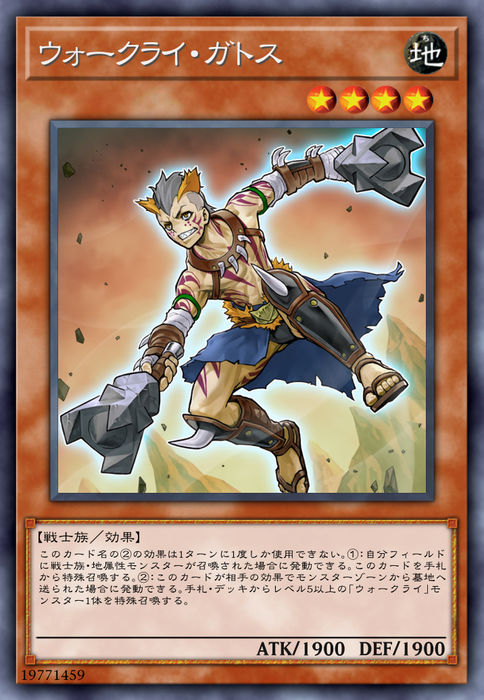 ウォークライ・ガトス
ち
地
【戦士族／効果】
このカード名の②の効果は1ターンに1度しか使用できない。①：自分フィールド
に戦士族・地属性モンスターが召喚された場合に発動できる。このカードを手札
から特殊召喚する。②：このカードが相手の効果でモンスターゾーンから墓地へ
送られた場合に発動できる。手札・デッキからレベル5以上の「ウォークライ」モ
ンスター1体を特殊召喚する。
ATK/1900 DEF/1900
19771459